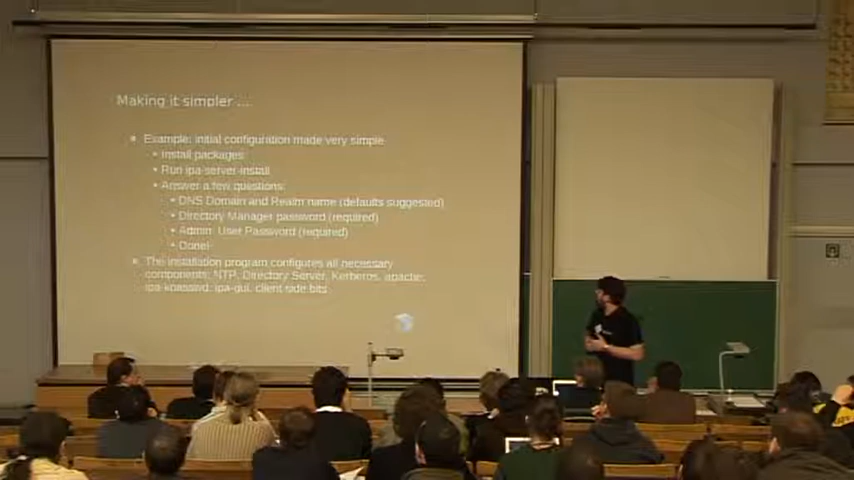 Making it simpler ...
Example: initial configuration made very simple
Install packages:
Run ipa-server-install
Answer a few questions:
DNS Domain and Realm name (defaults suggested)
Directory Manager password (required)
Admin User Password (required)
Done!
The installation program configures all necessary
components: NTP, Directory Server, Kerberos, apache,
ipa-kpasswd, ipa-gui, client side bits